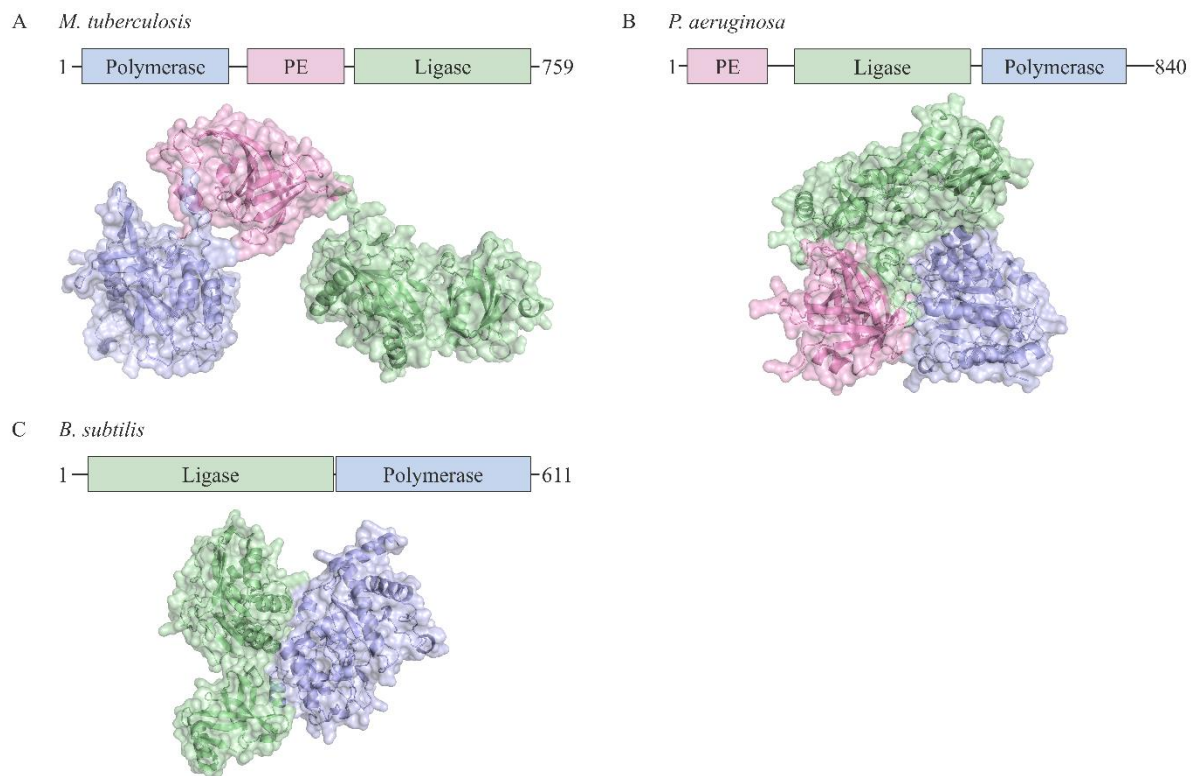 A M. tuberculosis
1 Polymerase PE Ligase 759
B P. aeruginosa
1 PE Ligase Polymerase 840
C B. subtilis
1 Ligase Polymerase 611